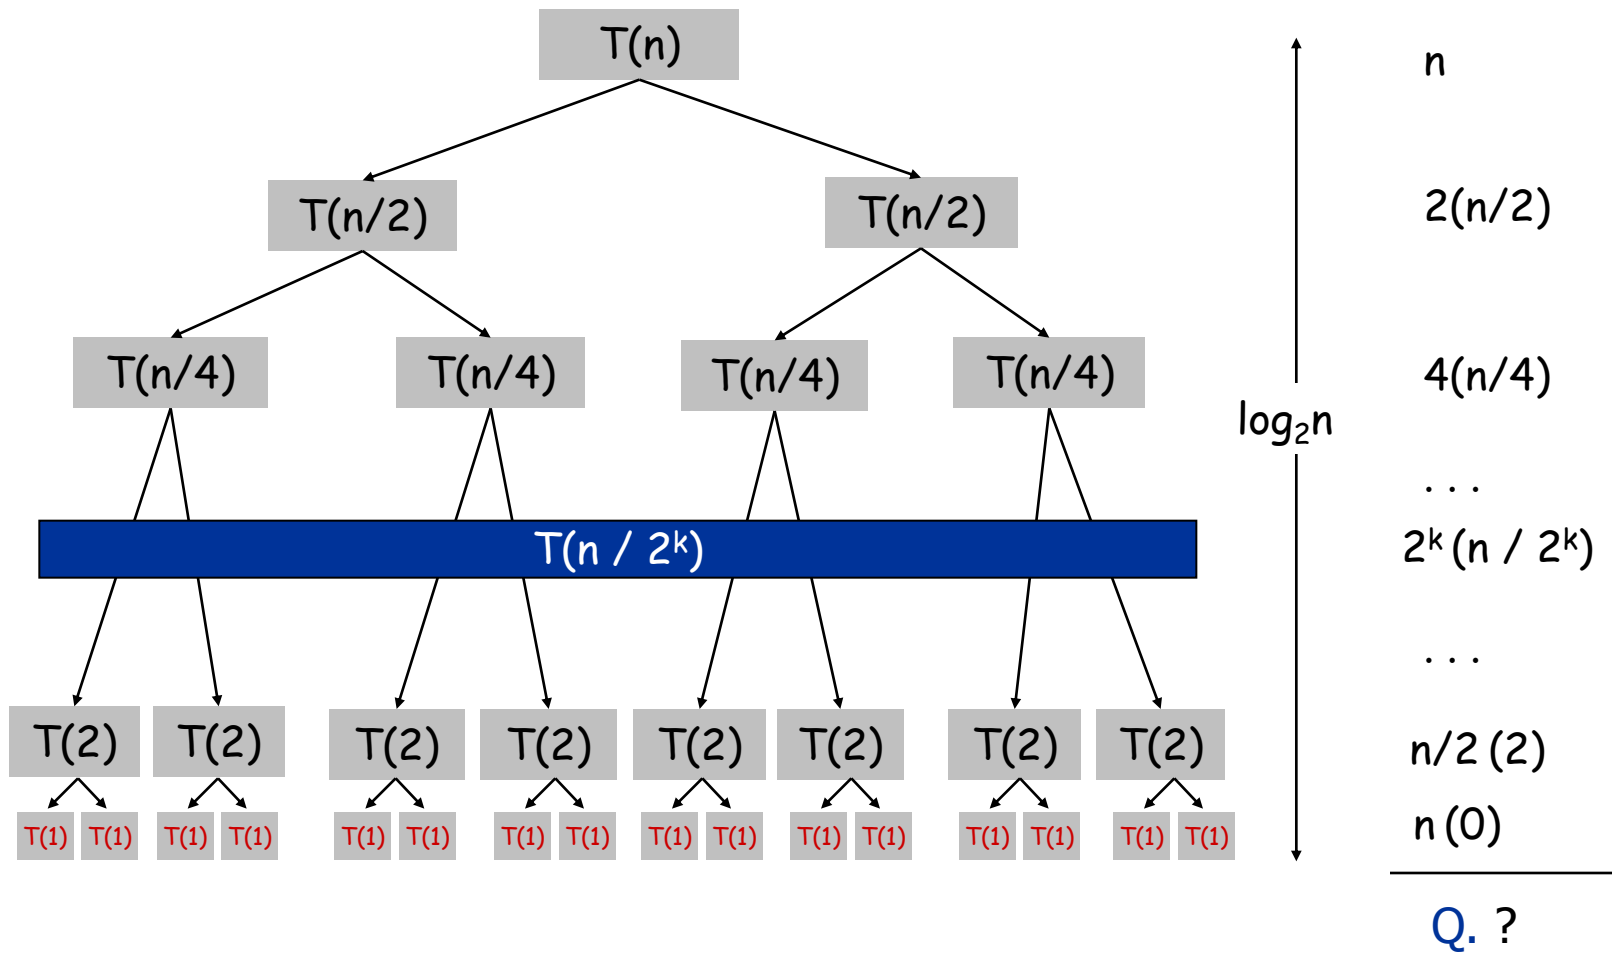 T(n)
n
T(n/2) T(n/2)
2(n/2)
T(n/4) T(n/4) T(n/4) T(n/4)
4(n/4)
log₂n
. . .
T(n / 2ᵏ)
2ᵏ (n / 2ᵏ)
. . .
T(2) T(2) T(2) T(2) T(2) T(2) T(2) T(2)
n/2 (2)
T(1) T(1) T(1) T(1) T(1) T(1) T(1) T(1) T(1) T(1) T(1) T(1) T(1) T(1) T(1) T(1)
n (0)
Q. ?